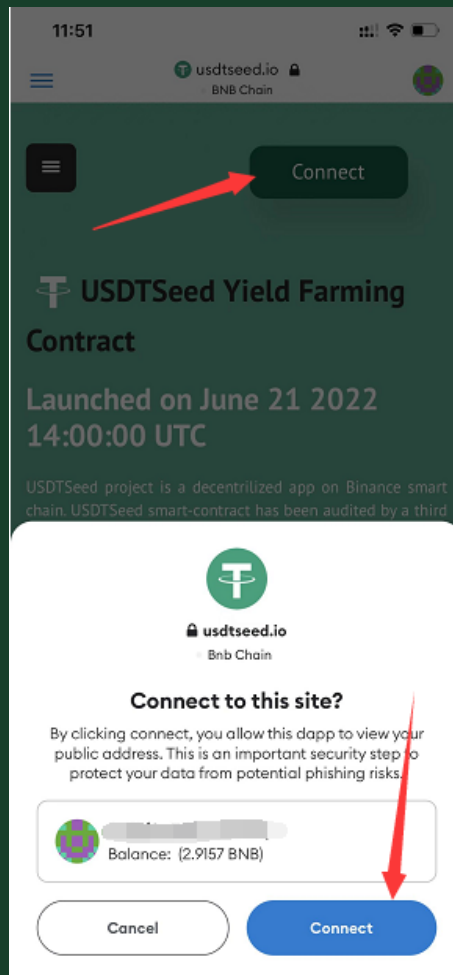 11:51
usdtseed.io
BNB Chain
Connect
USDTSeed Yield Farming
Contract
Launched on June 21 2022
14:00:00 UTC
USDTSeed project is a decentrilized app on Binance smart
chain. USDTSeed smart-contract has been audited by a third
usdtseed.io
Bnb Chain
Connect to this site?
By clicking connect, you allow this dapp to view your
public address. This is an important security step to
protect your data from potential phishing risks.
Balance: (2.9157 BNB)
Cancel
Connect